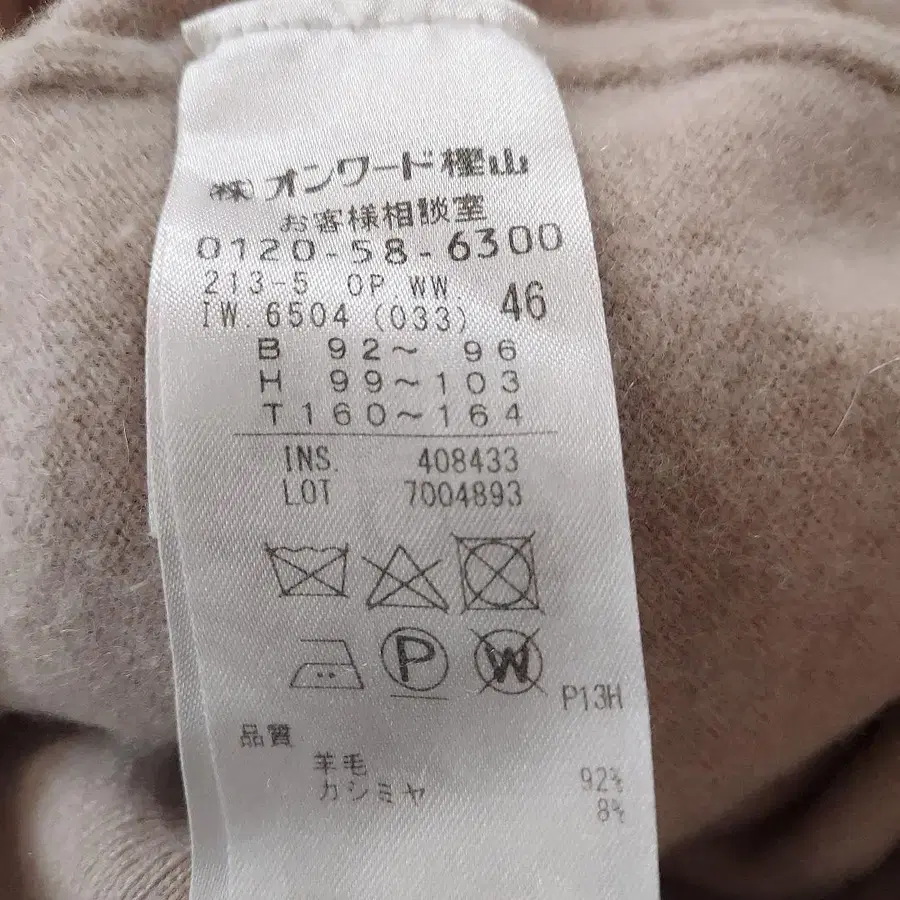 ㈱オンワード樫山
お客様相談室
0120-58-6300
213-5 OP WW.
IW.6504 (033) 46
B 92～ 96
H 99～103
T160～164
INS. 408433
LOT 7004893
P
W
P13H
品質
羊毛 92%
カシミヤ 8%